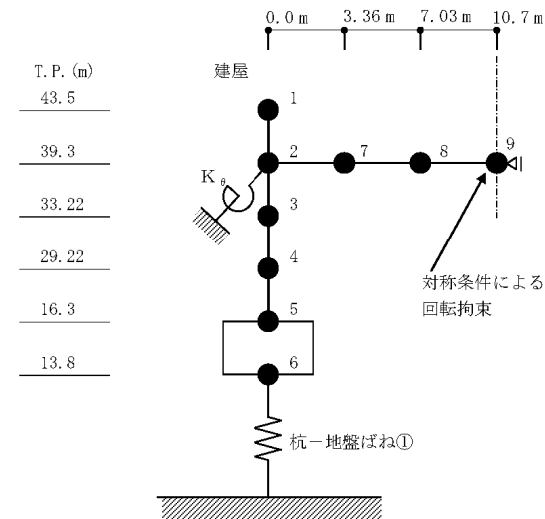 0.0 m 3.36 m 7.03 m 10.7 m
T.P.(m) 建屋
43.5 1
39.3 2 7 8 9
Kθ
33.22 3
29.22 4
対称条件による
回転拘束
16.3 5
13.8 6
杭－地盤ばね①